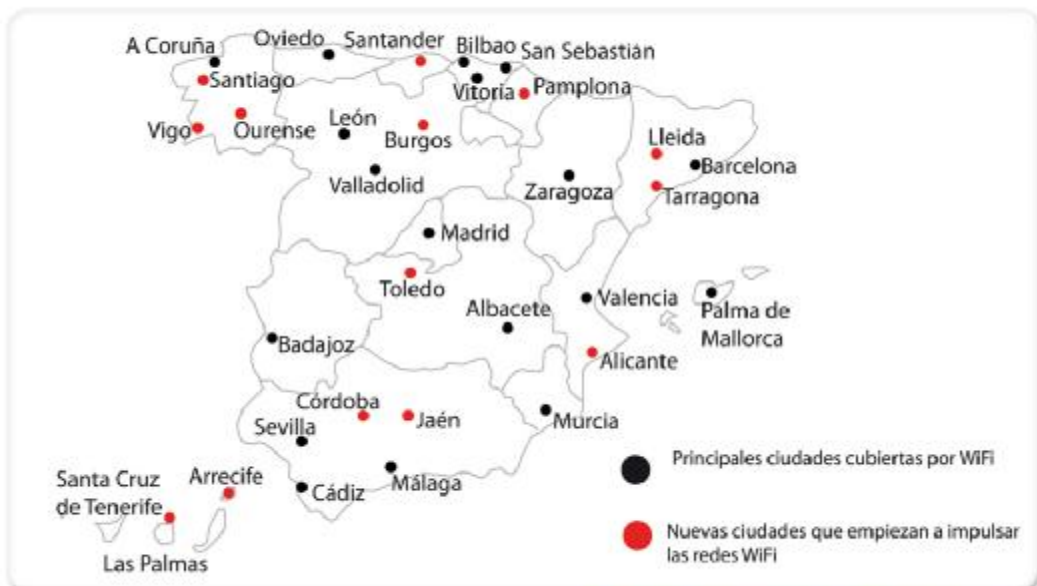 A Coruña
Oviedo
Santander
Bilbao
San Sebastián
Santiago
Vitoria
Pamplona
Vigo
Ourense
León
Burgos
Lleida
Barcelona
Valladolid
Zaragoza
Tarragona
Madrid
Toledo
Albacete
Valencia
Palma de
Mallorca
Badajoz
Alicante
Córdoba
Jaén
Murcia
Sevilla
Cádiz
Málaga
Santa Cruz
de Tenerife
Arrecife
Las Palmas
Principales ciudades cubiertas por WiFi
Nuevas ciudades que empiezan a impulsar
las redes WiFi